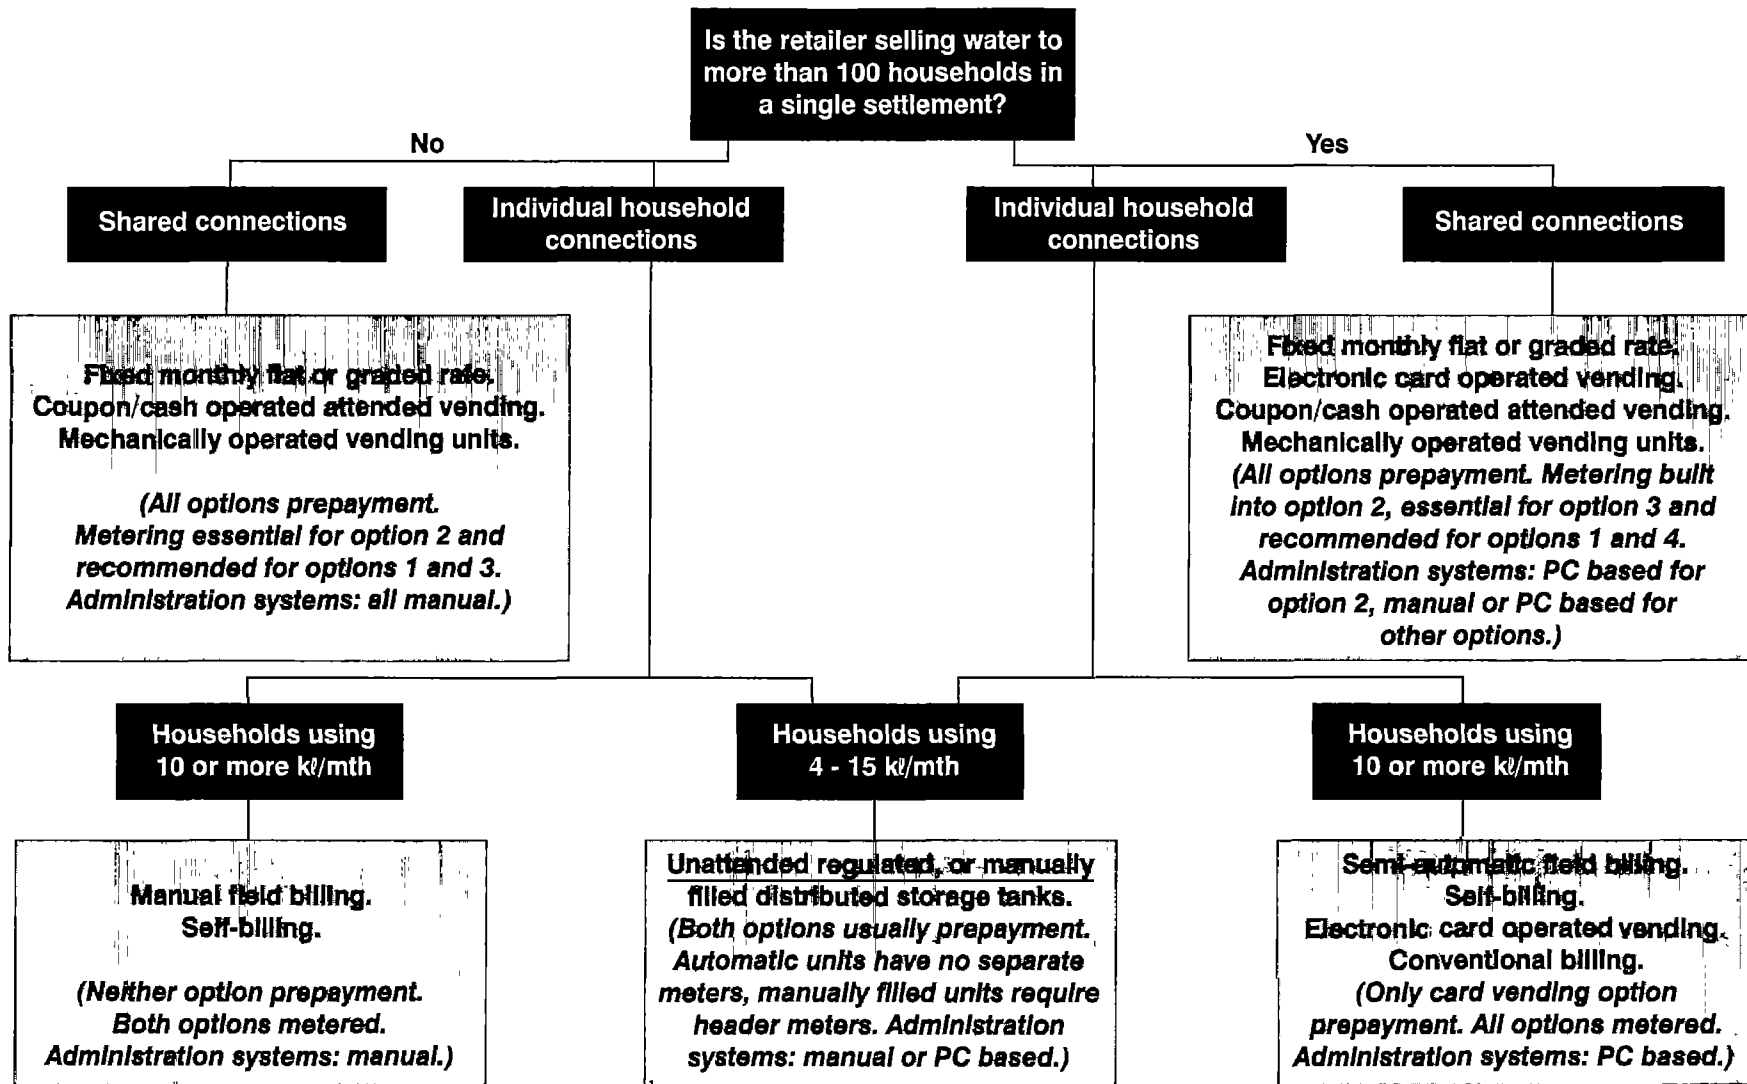 Is the retailer selling water to
more than 100 households in
a single settlement?
No
Yes
Shared connections
Individual household
connections
Individual household
connections
Shared connections
Fixed monthly flat or graded rate.
Coupon/cash operated attended vending.
Mechanically operated vending units.
(All options prepayment.
Metering essential for option 2 and
recommended for options 1 and 3.
Administration systems: all manual.)
Fixed monthly flat or graded rate.
Electronic card operated vending.
Coupon/cash operated attended vending.
Mechanically operated vending units.
(All options prepayment. Metering built
into option 2, essential for option 3 and
recommended for options 1 and 4.
Administration systems: PC based for
option 2, manual or PC based for
other options.)
Households using
10 or more kℓ/mth
Households using
4 - 15 kℓ/mth
Households using
10 or more kℓ/mth
Manual field billing.
Self-billing.
(Neither option prepayment.
Both options metered.
Administration systems: manual.)
Unattended regulated, or manually
filled distributed storage tanks.
(Both options usually prepayment.
Automatic units have no separate
meters, manually filled units require
header meters. Administration
systems: manual or PC based.)
Semi-automatic field billing.
Self-billing.
Electronic card operated vending.
Conventional billing.
(Only card vending option
prepayment. All options metered.
Administration systems: PC based.)